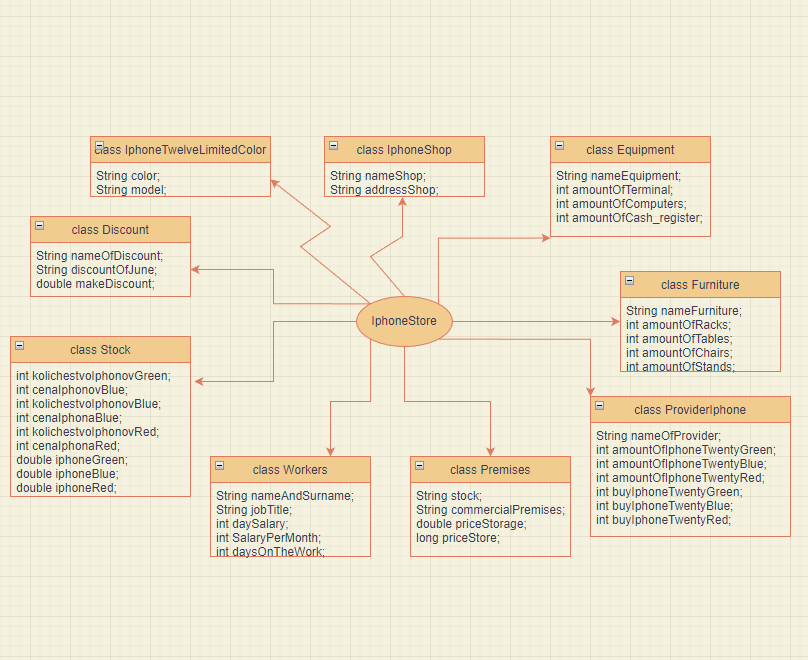 class IphoneTwelveLimitedColor
String color;
String model;
class IphoneShop
String nameShop;
String addressShop;
class Equipment
String nameEquipment;
int amountOfTerminal;
int amountOfComputers;
int amountOfCash_register;
class Discount
String nameOfDiscount;
String discountOfJune;
double makeDiscount;
IphoneStore
class Furniture
String nameFurniture;
int amountOfRacks;
int amountOfTables;
int amountOfChairs;
int amountOfStands;
class Stock
int kolichestvoIphonovGreen;
int cenaIphonovBlue;
int kolichestvoIphonovBlue;
int cenaIphonaBlue;
int kolichestvoIphonovRed;
int cenaIphonaRed;
double iphoneGreen;
double iphoneBlue;
double iphoneRed;
class ProviderIphone
String nameOfProvider;
int amountOfIphoneTwentyGreen;
int amountOfIphoneTwentyBlue;
int amountOfIphoneTwentyRed;
int buyIphoneTwentyGreen;
int buyIphoneTwentyBlue;
int buyIphoneTwentyRed;
class Workers
String nameAndSurname;
String jobTitle;
int daySalary;
int SalaryPerMonth;
int daysOnTheWork;
class Premises
String stock;
String commercialPremises;
double priceStorage;
long priceStore;